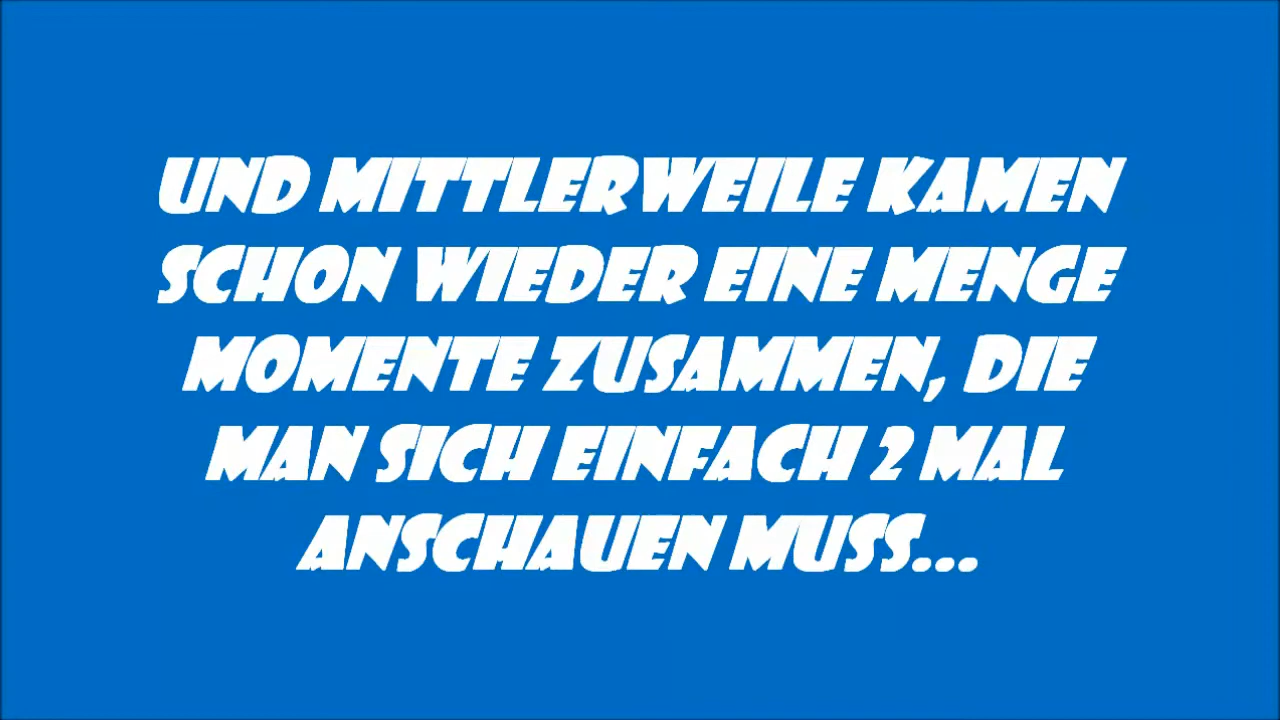 UND MITTLERWEILE KAMEN
SCHON WIEDER EINE MENGE
MOMENTE ZUSAMMEN, DIE
MAN SICH EINFACH 2 MAL
ANSCHAUEN MUSS...